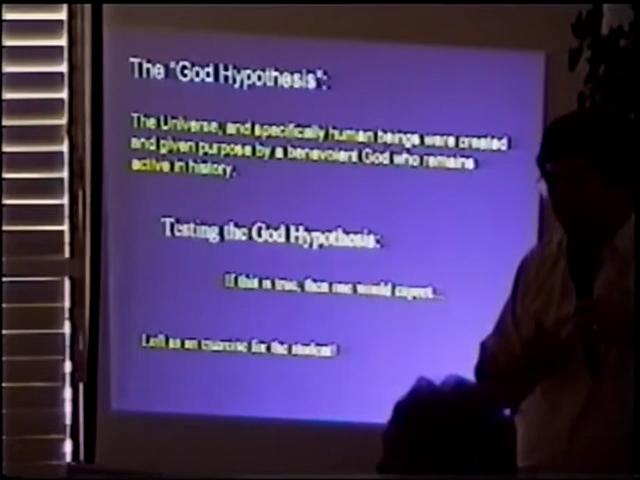 The "God Hypothesis":
The Universe, and specifically human beings were created
and given purpose by a benevolent God who remains
active in history.
Testing the God Hypothesis:
If this is true, then one would expect...
Left as an exercise for the student!